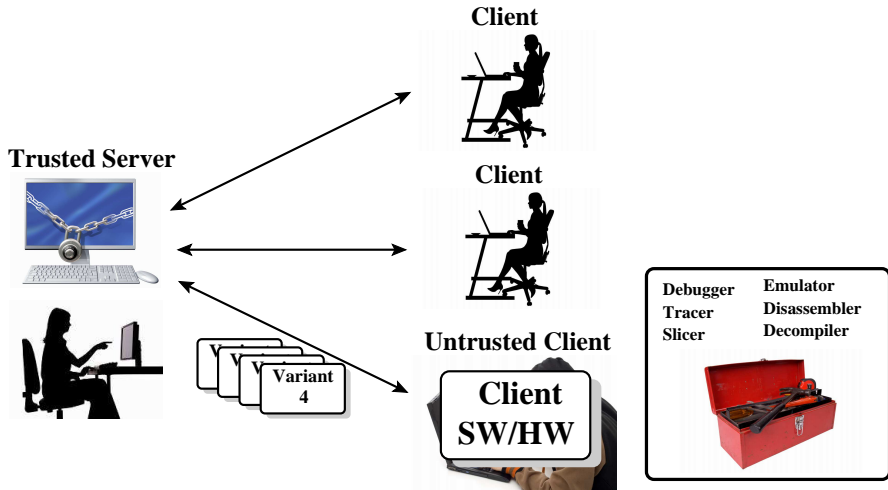 Client
Trusted Server
Client
Untrusted Client
Variant
4
Client
SW/HW
Debugger
Tracer
Slicer
Emulator
Disassembler
Decompiler